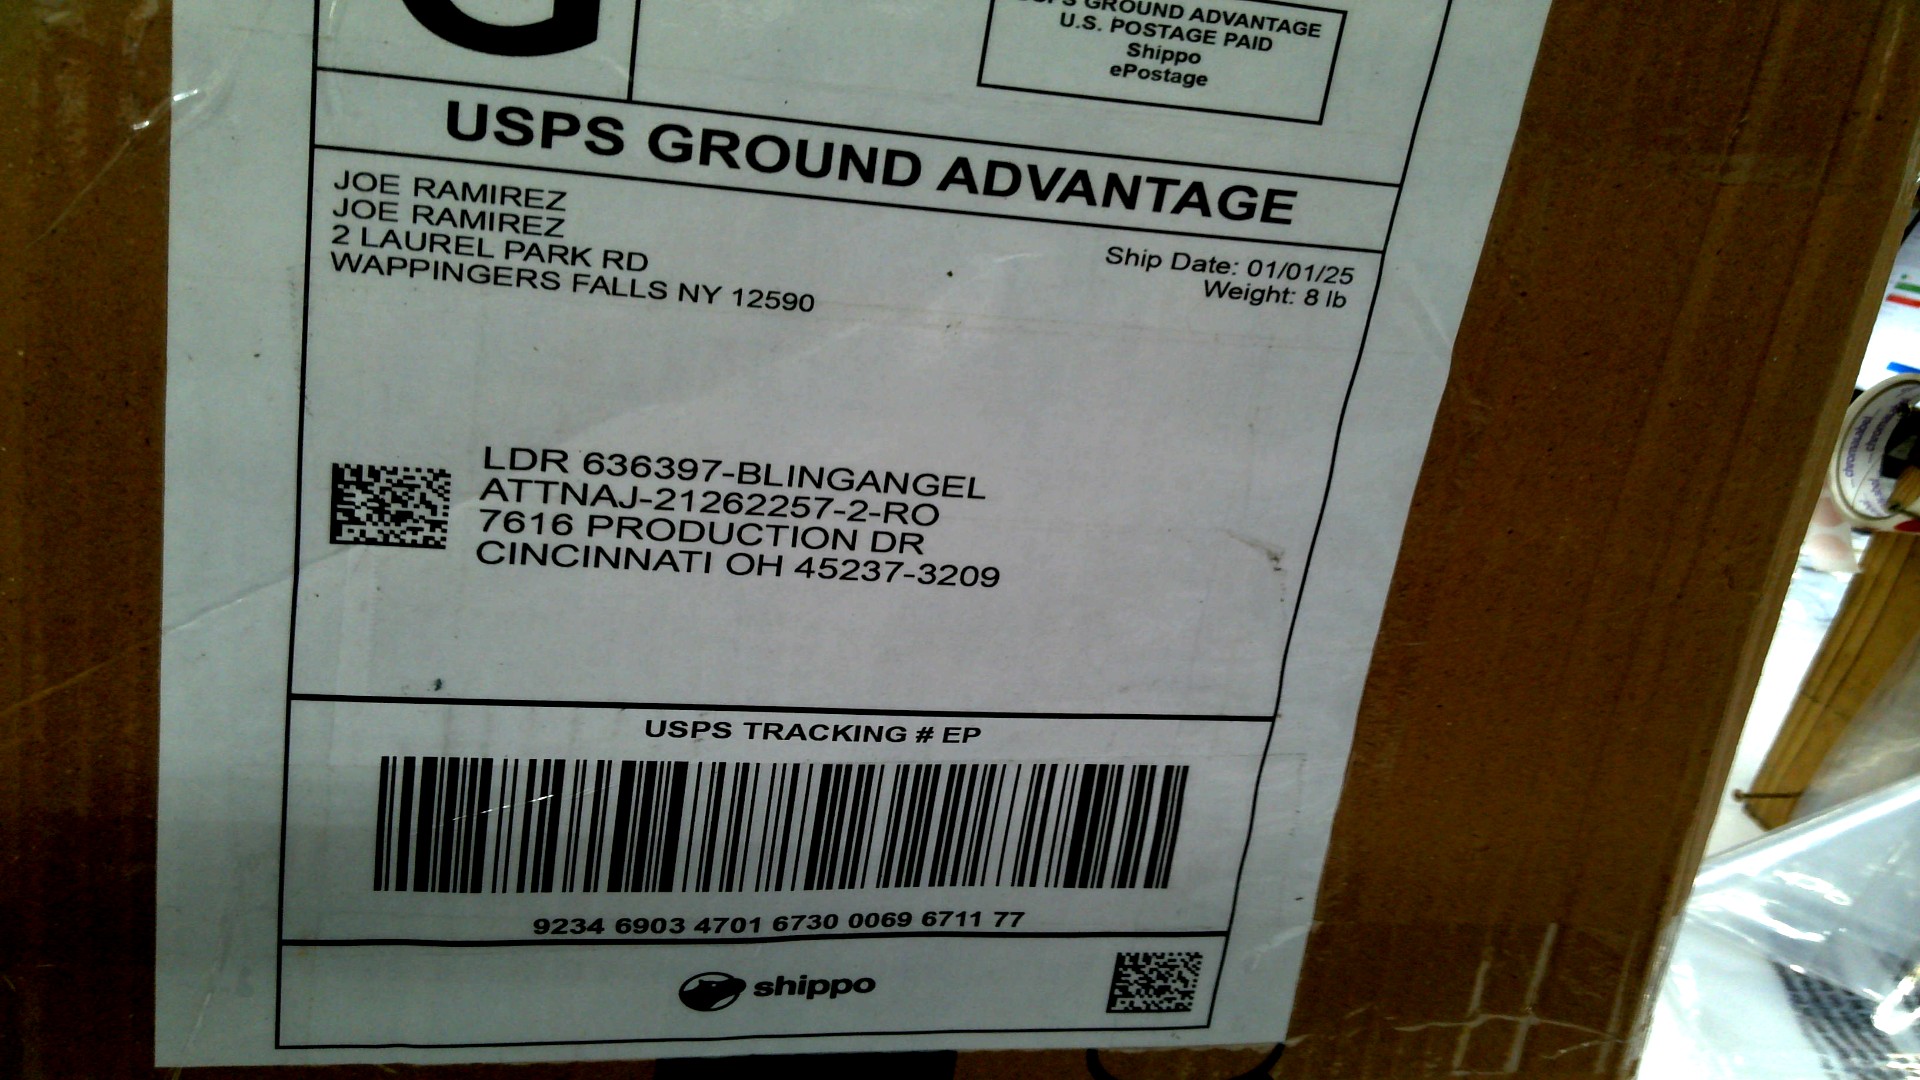 G
USPS GROUND ADVANTAGE
U.S. POSTAGE PAID
Shippo
ePostage
USPS GROUND ADVANTAGE
JOE RAMIREZ
JOE RAMIREZ
2 LAUREL PARK RD
WAPPINGERS FALLS NY 12590
Ship Date: 01/01/25
Weight: 8 lb
LDR 636397-BLINGANGEL
ATTNAJ-21262257-2-RO
7616 PRODUCTION DR
CINCINNATI OH 45237-3209
USPS TRACKING # EP
9234 6903 4701 6730 0069 6711 77
shippo